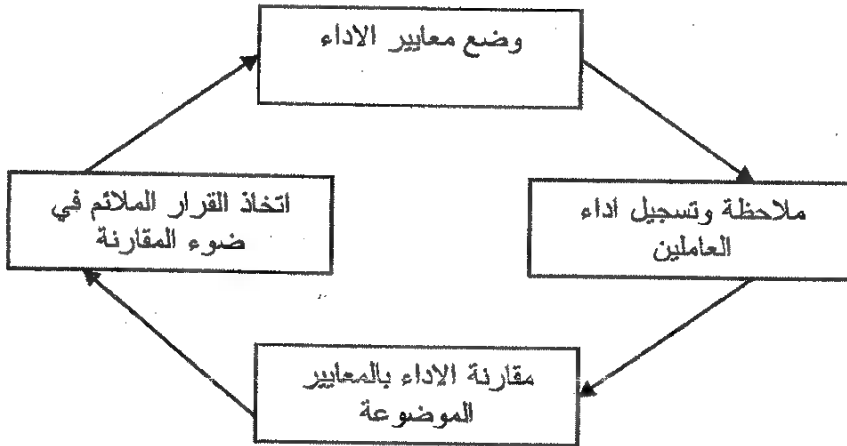 وضع معايير الاداء
ملاحظة وتسجيل اداء
العاملين
مقارنة الاداء بالمعايير
الموضوعة
اتخاذ القرار الملائم في
ضوء المقارنة